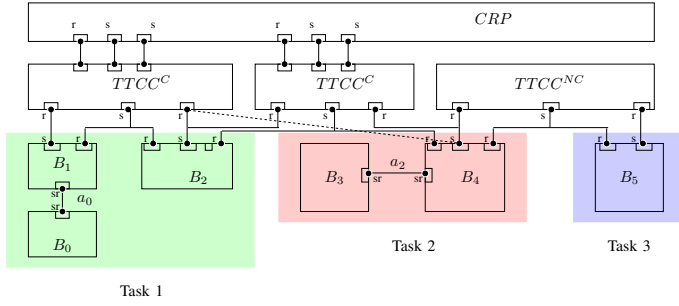 r s s r s s CRP
TTCC^C TTCC^C TTCC^NC
r s r r s r r s r
s r r s r r s r r s
B_1 B_2 B_3 a_2 B_4 B_5
sr sr
sr a_0
sr
B_0
Task 2 Task 3
Task 1